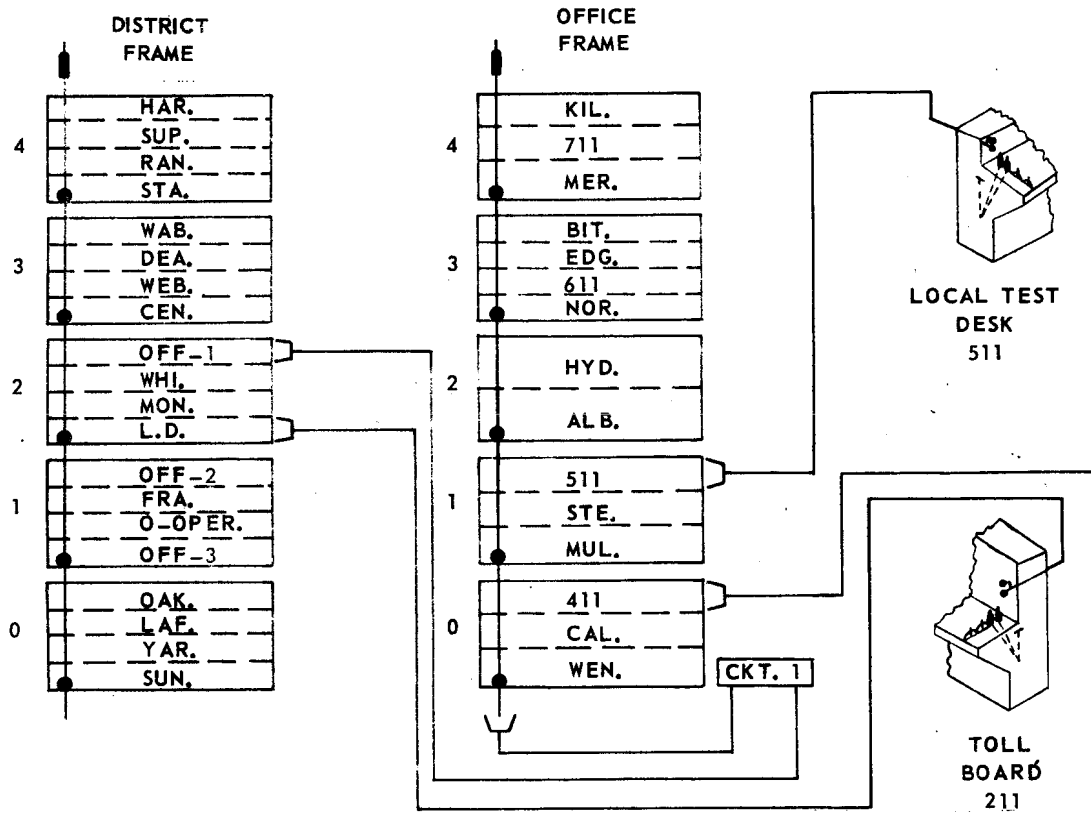 DISTRICT
FRAME
4
HAR.
SUP.
RAN.
STA.
3
WAB.
DEA.
WEB.
CEN.
2
OFF-1
WHI.
MON.
L.D.
1
OFF-2
FRA.
O-OPER.
OFF-3
0
OAK.
LAF.
YAR.
SUN.
OFFICE
FRAME
4
KIL.
711
MER.
3
BIT.
EDG.
611
NOR.
2
HYD.
ALB.
1
511
STE.
MUL.
0
411
CAL.
WEN.
CKT. 1
LOCAL TEST
DESK
511
TOLL
BOARD
211